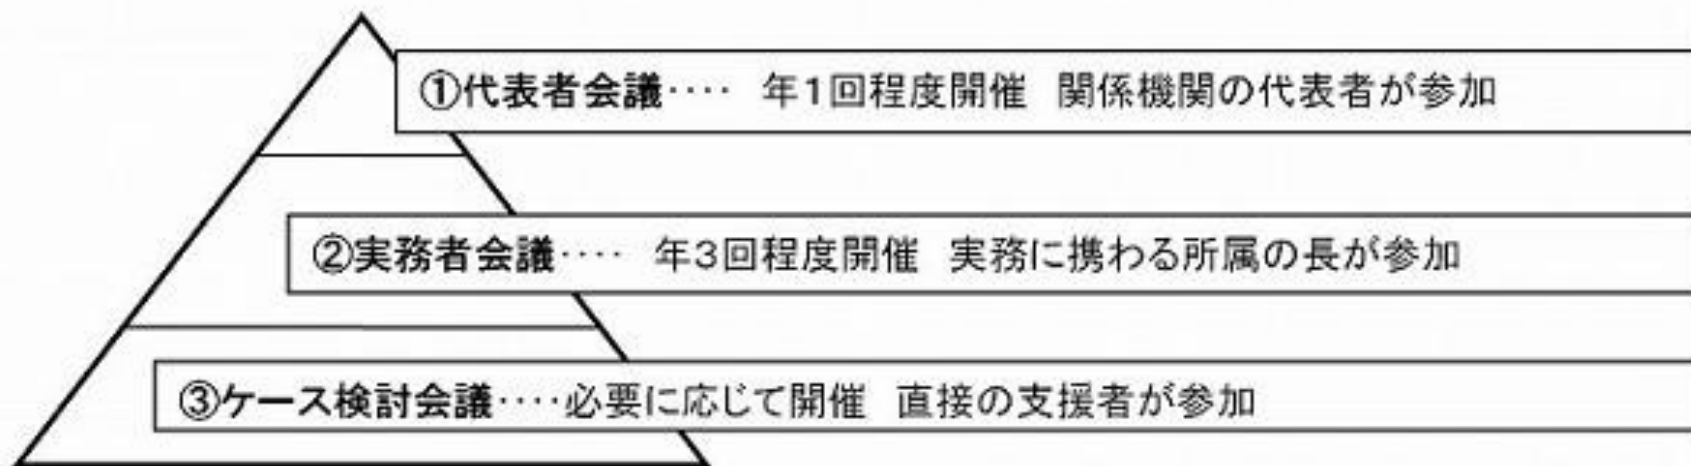 ①代表者会議‥‥ 年1回程度開催 関係機関の代表者が参加
②実務者会議‥‥ 年3回程度開催 実務に携わる所属の長が参加
③ケース検討会議‥‥必要に応じて開催 直接の支援者が参加